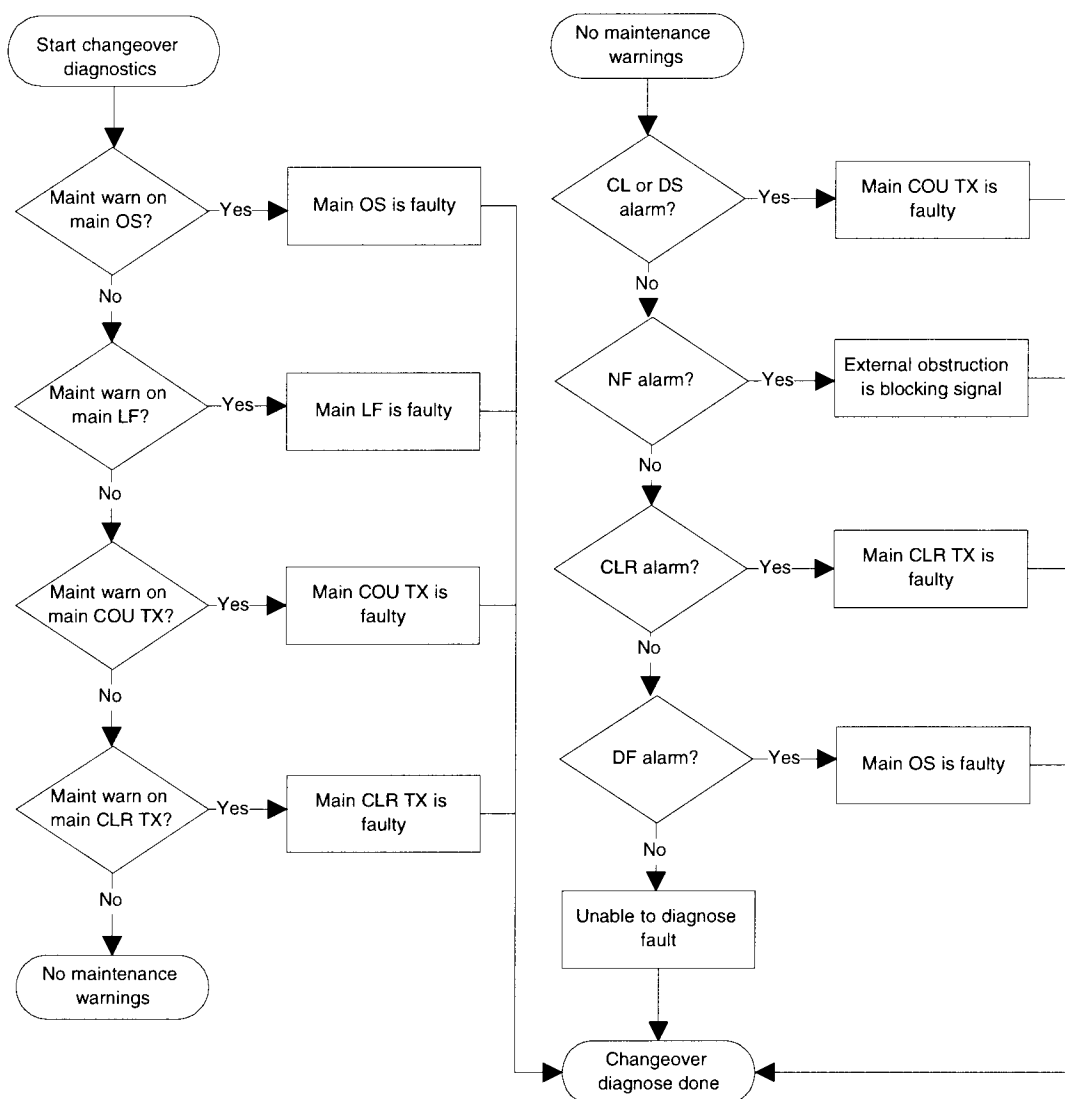 Start changeover
diagnostics
Maint warn on
main OS?
Yes
Main OS is faulty
No
Maint warn on
main LF?
Yes
Main LF is faulty
No
Maint warn on
main COU TX?
Yes
Main COU TX is
faulty
No
Maint warn on
main CLR TX?
Yes
Main CLR TX is
faulty
No
No maintenance
warnings
No maintenance
warnings
CL or DS
alarm?
Yes
Main COU TX is
faulty
No
NF alarm?
Yes
External obstruction
is blocking signal
No
CLR alarm?
Yes
Main CLR TX is
faulty
No
DF alarm?
Yes
Main OS is faulty
No
Unable to diagnose
fault
Changeover
diagnose done